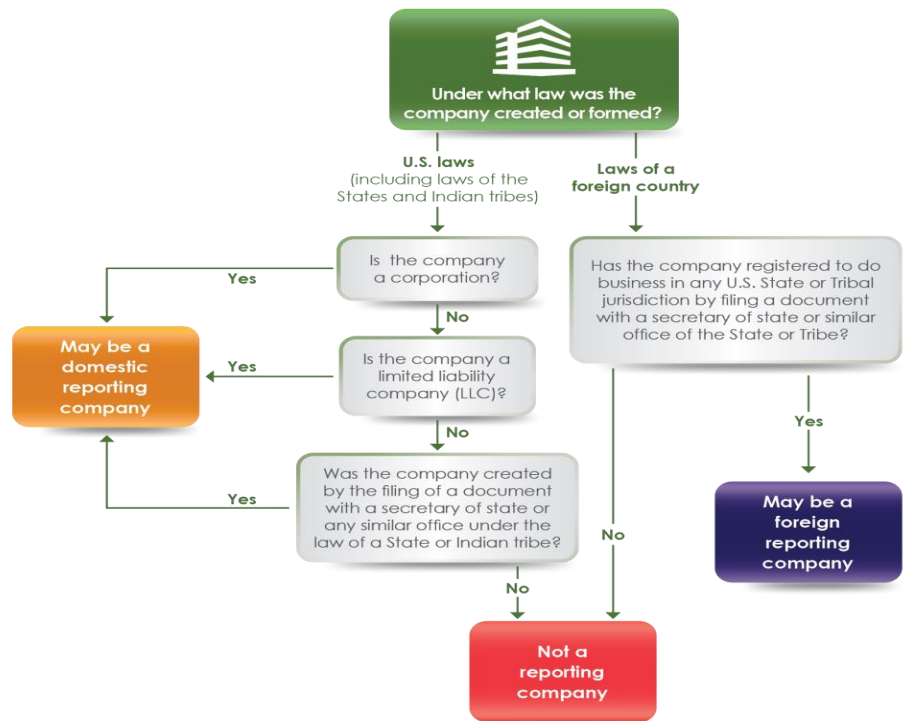 Under what law was the
company created or formed?
U.S. laws
(including laws of the
States and Indian tribes)
Laws of a
foreign country
Is the company
a corporation?
Yes
No
Has the company registered to do
business in any U.S. State or Tribal
jurisdiction by filing a document
with a secretary of state or similar
office of the State or Tribe?
May be a
domestic
reporting
company
Yes
Is the company a
limited liability
company (LLC)?
No
Yes
Was the company created
by the filing of a document
with a secretary of state or
any similar office under the
law of a State or Indian tribe?
Yes
No
No
May be a
foreign
reporting
company
Not a
reporting
company